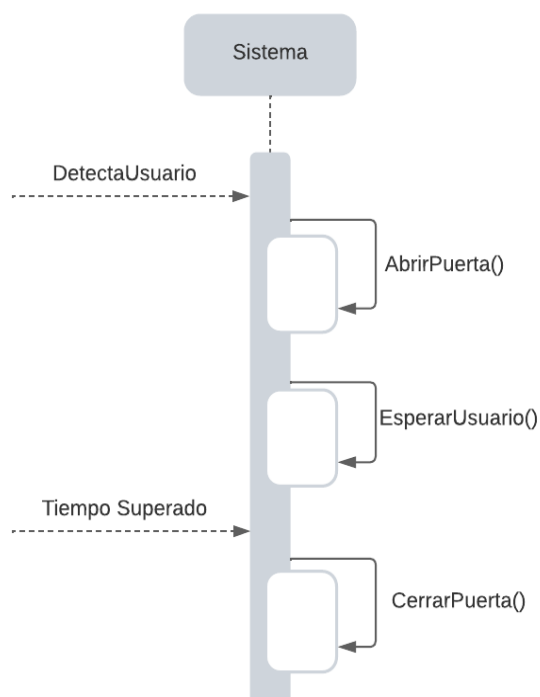 Sistema
DetectaUsuario
AbrirPuerta()
EsperarUsuario()
Tiempo Superado
CerrarPuerta()